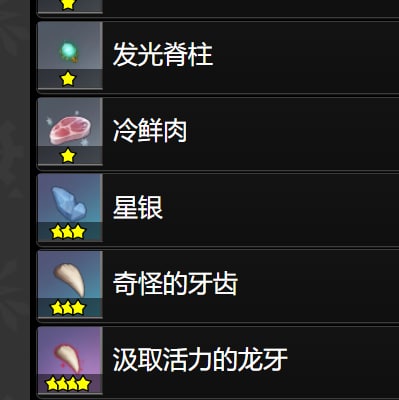 发光脊柱
冷鲜肉
星银
奇怪的牙齿
汲取活力的龙牙